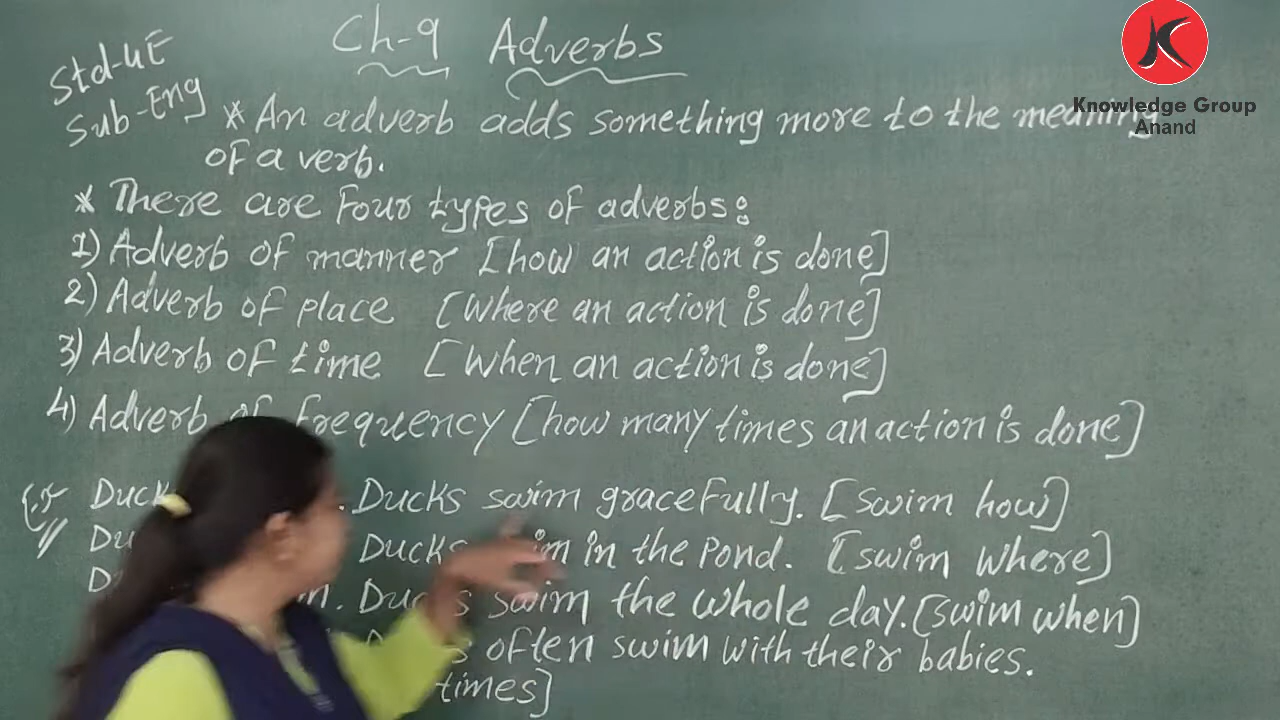 Ch-9 Adverbs
Std-4E
Sub-Eng
Knowledge Group
Anand
* An adverb adds something more to the meaning
of a verb.
* There are Four types of adverbs:
1) Adverb of manner [how an action is done]
2) Adverb of place [Where an action is done]
3) Adverb of time [When an action is done]
4) Adverb of Frequency [how many times an action is done]
Ducks swim graceFully. [swim how]
Ducks in the Pond. [swim where]
Ducks swim the whole day. [swim when]
oFten swim with their babies.
times]